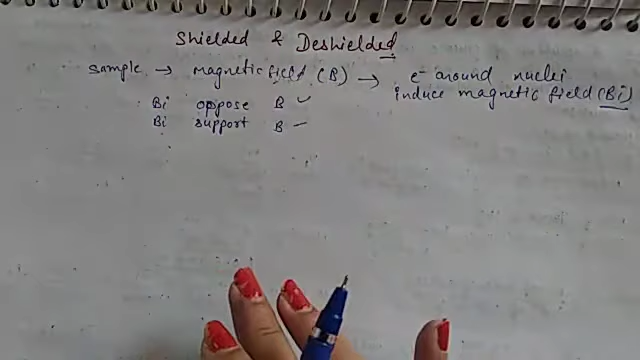 Shielded & Deshielded
Sample → Magnetic field (B) → e⁻ around nuclei
induce magnetic field (Bi)
Bi oppose B
Bi support B